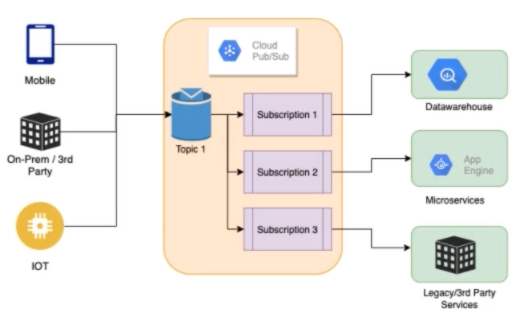 Mobile
On-Prem / 3rd
Party
IOT
Cloud
Pub/Sub
Topic 1
Subscription 1
Subscription 2
Subscription 3
Datawarehouse
App
Engine
Microservices
Legacy/3rd Party
Services